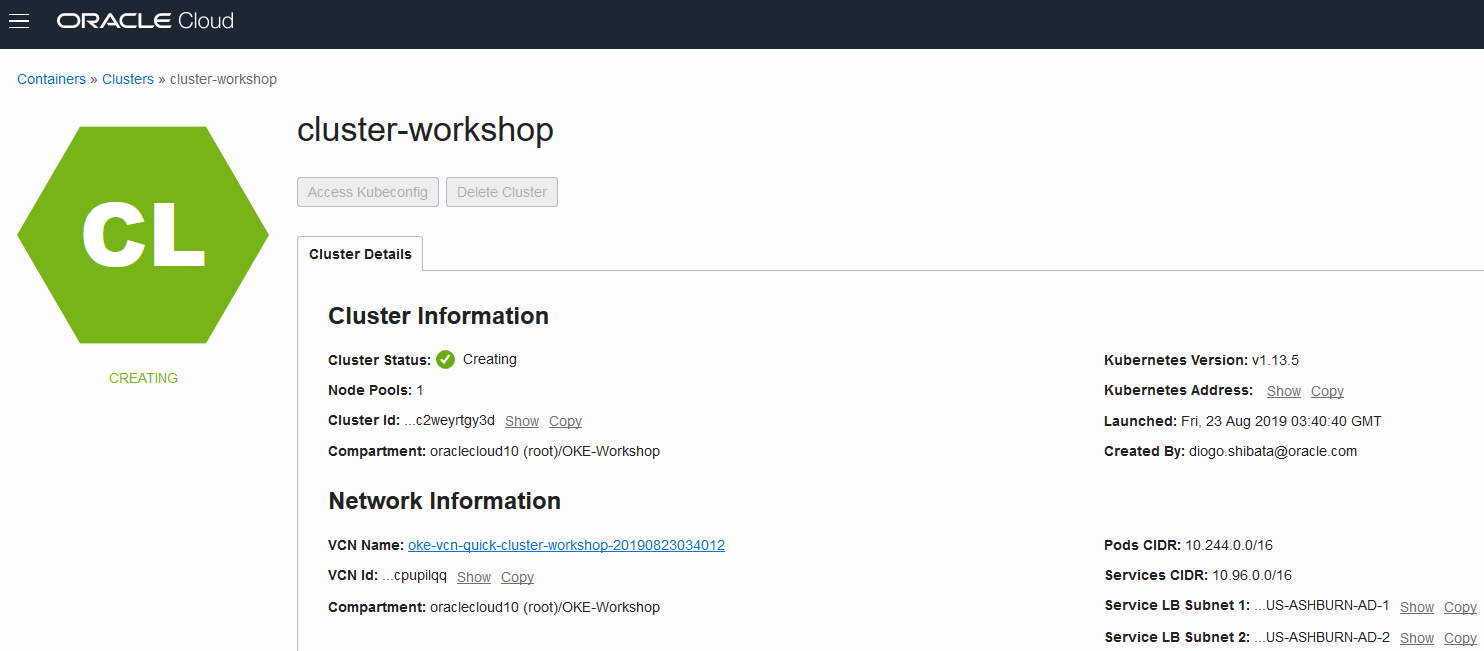 ORACLE Cloud
Containers » Clusters » cluster-workshop
CL
CREATING
cluster-workshop
Access Kubeconfig Delete Cluster
Cluster Details
Cluster Information
Cluster Status: Creating
Node Pools: 1
Cluster Id: ...c2weyrtgy3d Show Copy
Compartment: oraclecloud10 (root)/OKE-Workshop
Kubernetes Version: v1.13.5
Kubernetes Address: Show Copy
Launched: Fri, 23 Aug 2019 03:40:40 GMT
Created By: diogo.shibata@oracle.com
Network Information
VCN Name: oke-vcn-quick-cluster-workshop-20190823034012
VCN Id: ...cpupilqq Show Copy
Compartment: oraclecloud10 (root)/OKE-Workshop
Pods CIDR: 10.244.0.0/16
Services CIDR: 10.96.0.0/16
Service LB Subnet 1: ...US-ASHBURN-AD-1 Show Copy
Service LB Subnet 2: ...US-ASHBURN-AD-2 Show Copy